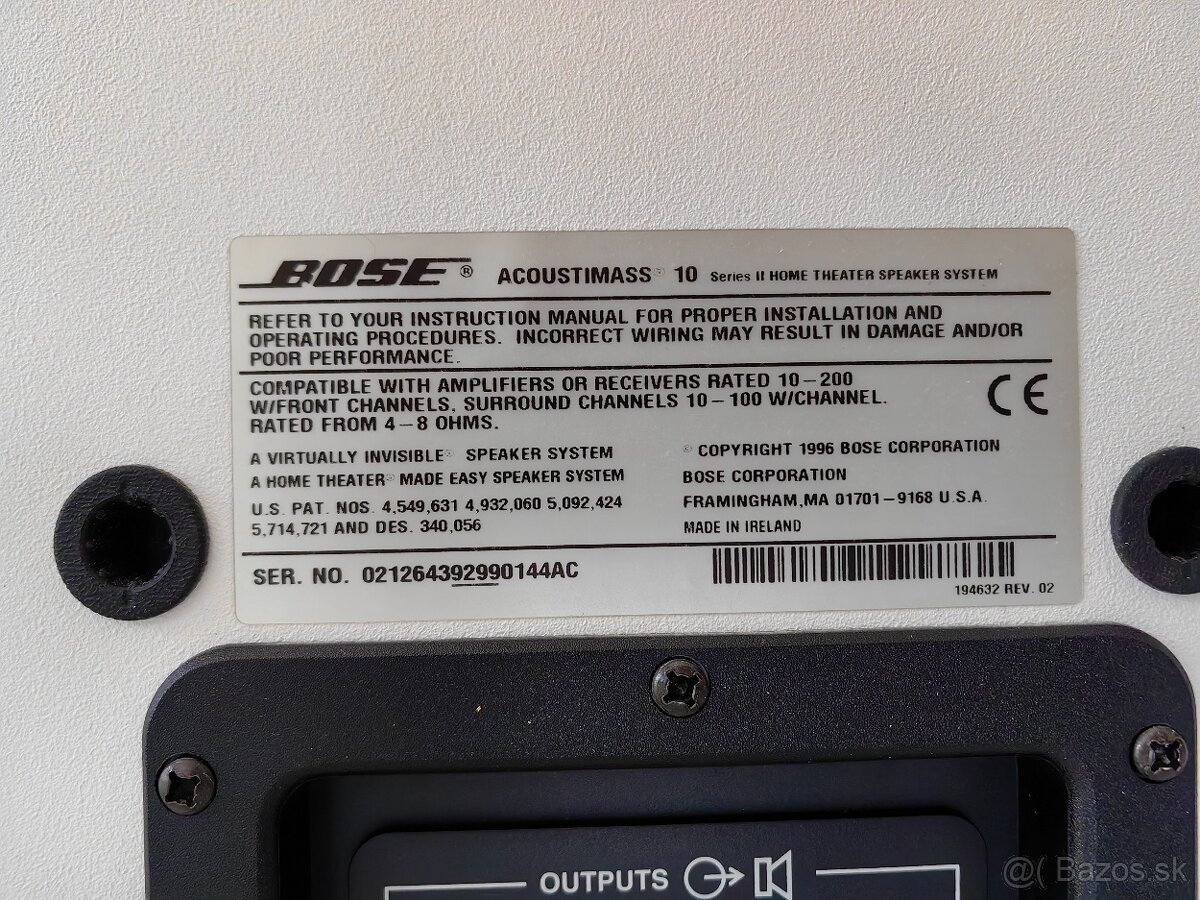 BOSE® ACOUSTIMASS® 10 Series II HOME THEATER SPEAKER SYSTEM
REFER TO YOUR INSTRUCTION MANUAL FOR PROPER INSTALLATION AND
OPERATING PROCEDURES. INCORRECT WIRING MAY RESULT IN DAMAGE AND/OR
POOR PERFORMANCE.
COMPATIBLE WITH AMPLIFIERS OR RECEIVERS RATED 10-200
W/FRONT CHANNELS, SURROUND CHANNELS 10-100 W/CHANNEL.
RATED FROM 4-8 OHMS.
CE
A VIRTUALLY INVISIBLE® SPEAKER SYSTEM
A HOME THEATER® MADE EASY SPEAKER SYSTEM
U.S. PAT. NOS. 4,549,631 4,932,060 5,092,424
5,714,721 AND DES. 340,056
© COPYRIGHT 1996 BOSE CORPORATION
BOSE CORPORATION
FRAMINGHAM,MA 01701-9168 U.S.A.
MADE IN IRELAND
SER. NO. 021264392990144AC
194632 REV. 02
OUTPUTS
@( Bazos.sk